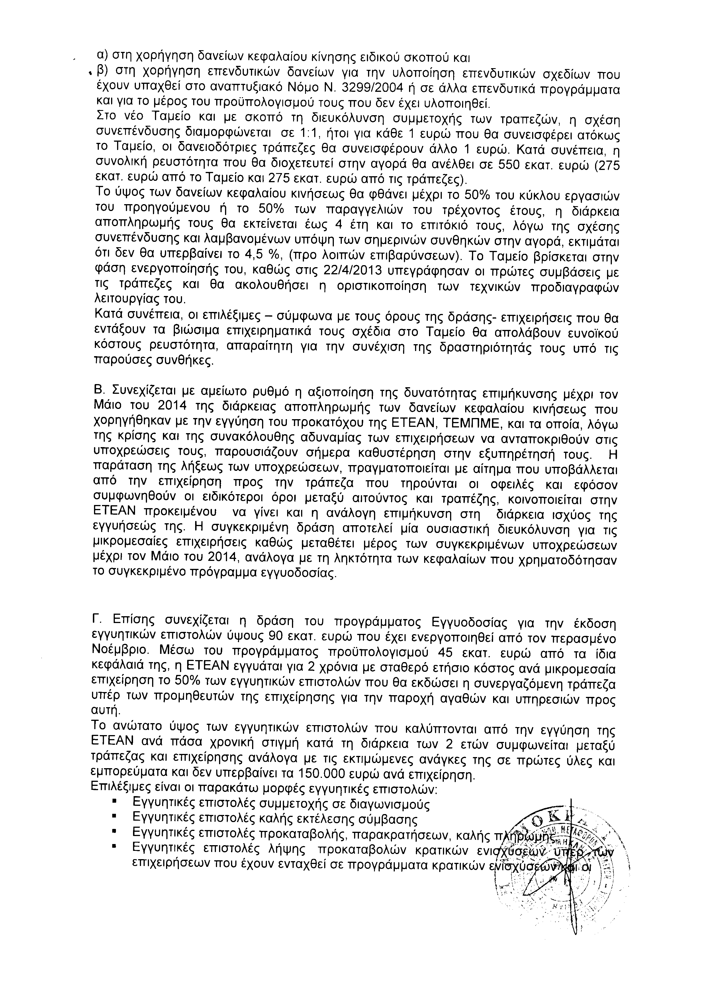 α) στη χορήγηση δανείων κεφαλαίου κίνησης ειδικού σκοπού και
β) στη χορήγηση επενδυτικών δανείων για την υλοποίηση επενδυτικών σχεδίων που
έχουν υπαχθεί στο αναπτυξιακό Νόμο Ν. 3299/2004 ή σε άλλα επενδυτικά προγράμματα
και για το μέρος του προϋπολογισμού τους που δεν έχει υλοποιηθεί.
Στο νέο Ταμείο και με σκοπό τη διευκόλυνση συμμετοχής των τραπεζών, η σχέση
συνεπένδυσης διαμορφώνεται σε 1:1, ήτοι για κάθε 1 ευρώ που θα συνεισφέρει ατόκως
το Ταμείο, οι δανειοδότριες τράπεζες θα συνεισφέρουν άλλο 1 ευρώ. Κατά συνέπεια, η
συνολική ρευστότητα που θα διοχετευτεί στην αγορά θα ανέλθει σε 550 εκατ. ευρώ (275
εκατ. ευρώ από το Ταμείο και 275 εκατ. ευρώ από τις τράπεζες).
Το ύψος των δανείων κεφαλαίου κινήσεως θα φθάνει μέχρι το 50% του κύκλου εργασιών
του προηγούμενου ή το 50% των παραγγελιών του τρέχοντος έτους, η διάρκεια
αποπληρωμής τους θα εκτείνεται έως 4 έτη και το επιτόκιό τους, λόγω της σχέσης
συνεπένδυσης και λαμβανομένων υπόψη των σημερινών συνθηκών στην αγορά, εκτιμάται
ότι δεν θα υπερβαίνει το 4,5 %, (προ λοιπών επιβαρύνσεων). Το Ταμείο βρίσκεται στην
φάση ενεργοποίησής του, καθώς στις 22/4/2013 υπεγράφησαν οι πρώτες συμβάσεις με
τις τράπεζες και θα ακολουθήσει η οριστικοποίηση των τεχνικών προδιαγραφών
λειτουργίας του.
Κατά συνέπεια, οι επιλέξιμες – σύμφωνα με τους όρους της δράσης- επιχειρήσεις που θα
εντάξουν τα βιώσιμα επιχειρηματικά τους σχέδια στο Ταμείο θα απολάβουν ευνοϊκού
κόστους ρευστότητα, απαραίτητη για την συνέχιση της δραστηριότητάς τους υπό τις
παρούσες συνθήκες.
Β. Συνεχίζεται με αμείωτο ρυθμό η αξιοποίηση της δυνατότητας επιμήκυνσης μέχρι τον
Μάιο του 2014 της διάρκειας αποπληρωμής των δανείων κεφαλαίου κινήσεως που
χορηγήθηκαν με την εγγύηση του προκατόχου της ΕΤΕΑΝ, ΤΕΜΠΜΕ, και τα οποία, λόγω
της κρίσης και της συνακόλουθης αδυναμίας των επιχειρήσεων να ανταποκριθούν στις
υποχρεώσεις τους, παρουσιάζουν σήμερα καθυστέρηση στην εξυπηρέτησή τους. Η
παράταση της λήξεως των υποχρεώσεων, πραγματοποιείται με αίτημα που υποβάλλεται
από την επιχείρηση προς την τράπεζα που τηρούνται οι οφειλές και εφόσον
συμφωνηθούν οι ειδικότεροι όροι μεταξύ αιτούντος και τραπέζης, κοινοποιείται στην
ΕΤΕΑΝ προκειμένου να γίνει και η ανάλογη επιμήκυνση στη διάρκεια ισχύος της
εγγυήσεώς της. Η συγκεκριμένη δράση αποτελεί μία ουσιαστική διευκόλυνση για τις
μικρομεσαίες επιχειρήσεις καθώς μεταθέτει μέρος των συγκεκριμένων υποχρεώσεων
μέχρι τον Μάιο του 2014, ανάλογα με τη ληκτότητα των κεφαλαίων που χρηματοδότησαν
το συγκεκριμένο πρόγραμμα εγγυοδοσίας.
Γ. Επίσης συνεχίζεται η δράση του προγράμματος Εγγυοδοσίας για την έκδοση
εγγυητικών επιστολών ύψους 90 εκατ. ευρώ που έχει ενεργοποιηθεί από τον περασμένο
Νοέμβριο. Μέσω του προγράμματος προϋπολογισμού 45 εκατ. ευρώ από τα ίδια
κεφάλαιά της, η ΕΤΕΑΝ εγγυάται για 2 χρόνια με σταθερό ετήσιο κόστος ανά μικρομεσαία
επιχείρηση το 50% των εγγυητικών επιστολών που θα εκδώσει η συνεργαζόμενη τράπεζα
υπέρ των προμηθευτών της επιχείρησης για την παροχή αγαθών και υπηρεσιών προς
αυτή.
Το ανώτατο ύψος των εγγυητικών επιστολών που καλύπτονται από την εγγύηση της
ΕΤΕΑΝ ανά πάσα χρονική στιγμή κατά τη διάρκεια των 2 ετών συμφωνείται μεταξύ
τράπεζας και επιχείρησης ανάλογα με τις εκτιμώμενες ανάγκες της σε πρώτες ύλες και
εμπορεύματα και δεν υπερβαίνει τα 150.000 ευρώ ανά επιχείρηση.
Επιλέξιμες είναι οι παρακάτω μορφές εγγυητικές επιστολών:
▪ Εγγυητικές επιστολές συμμετοχής σε διαγωνισμούς
▪ Εγγυητικές επιστολές καλής εκτέλεσης σύμβασης
▪ Εγγυητικές επιστολές προκαταβολής, παρακρατήσεων, καλής πληρωμής.
▪ Εγγυητικές επιστολές λήψης προκαταβολών κρατικών ενισχύσεων υπέρ των
επιχειρήσεων που έχουν ενταχθεί σε προγράμματα κρατικών ενισχύσεων και οι